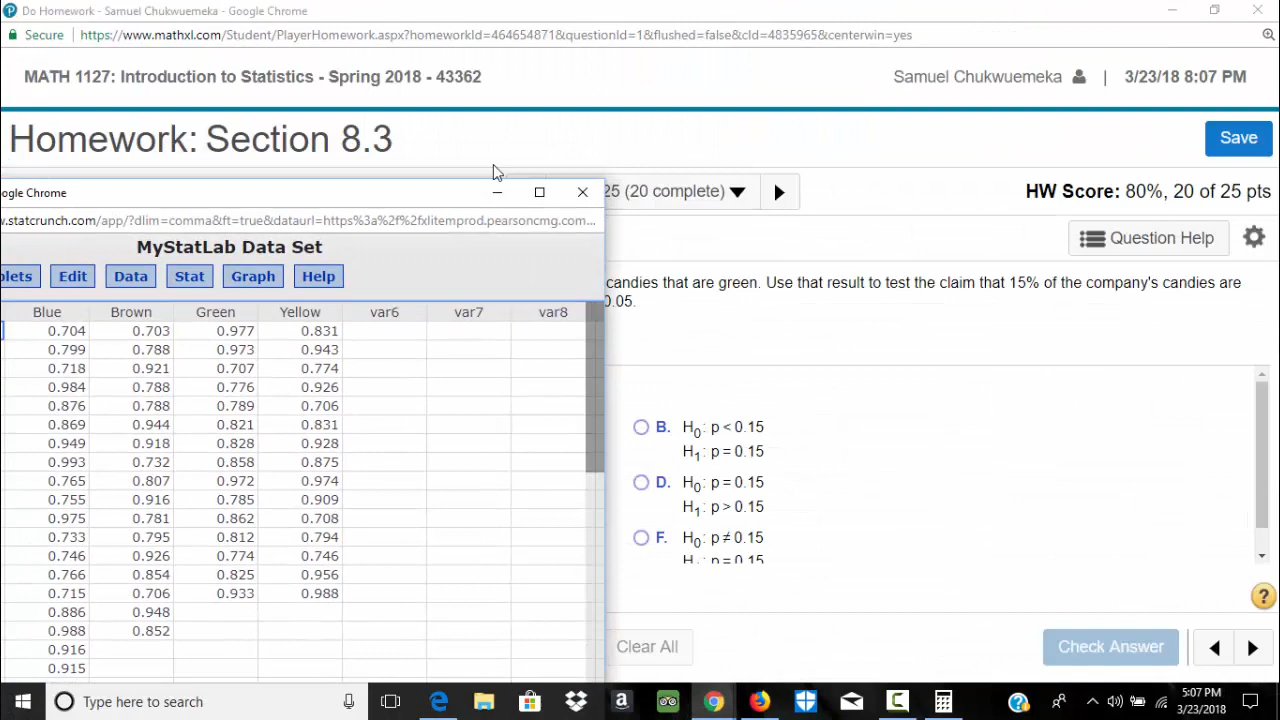 Do Homework - Samuel Chukwuemeka - Google Chrome
Secure https://www.mathxl.com/Student/PlayerHomework.aspx?homeworkId=464654871&questionId=1&flushed=false&cId=4835965&centerwin=yes
MATH 1127: Introduction to Statistics - Spring 2018 - 43362
Samuel Chukwuemeka 3/23/18 8:07 PM
Homework: Section 8.3
Save
oogle Chrome
25 (20 complete)
HW Score: 80%, 20 of 25 pts
w.statcrunch.com/app/?dlim=comma&ft=true&dataurl=https%3a%2f%2fxlitemprod.pearsoncmg.com...
Question Help
MyStatLab Data Set
plets Edit Data Stat Graph Help
candies that are green. Use that result to test the claim that 15% of the company's candies are
0.05.
Blue Brown Green Yellow var6 var7 var8
0.704 0.703 0.977 0.831
0.799 0.788 0.973 0.943
0.718 0.921 0.707 0.774
0.984 0.788 0.776 0.926
0.876 0.788 0.789 0.706
0.869 0.944 0.821 0.831
0.949 0.918 0.828 0.928
0.993 0.732 0.858 0.875
0.765 0.807 0.972 0.974
0.755 0.916 0.785 0.909
0.975 0.781 0.862 0.708
0.733 0.795 0.812 0.794
0.746 0.926 0.774 0.746
0.766 0.854 0.825 0.956
0.715 0.706 0.933 0.988
0.886 0.948
0.988 0.852
0.916
0.915
B. H0: p < 0.15
H1: p = 0.15
D. H0: p = 0.15
H1: p > 0.15
F. H0: p ≠ 0.15
H1: p = 0.15
?
Clear All
Check Answer
Type here to search
5:07 PM
3/23/2018